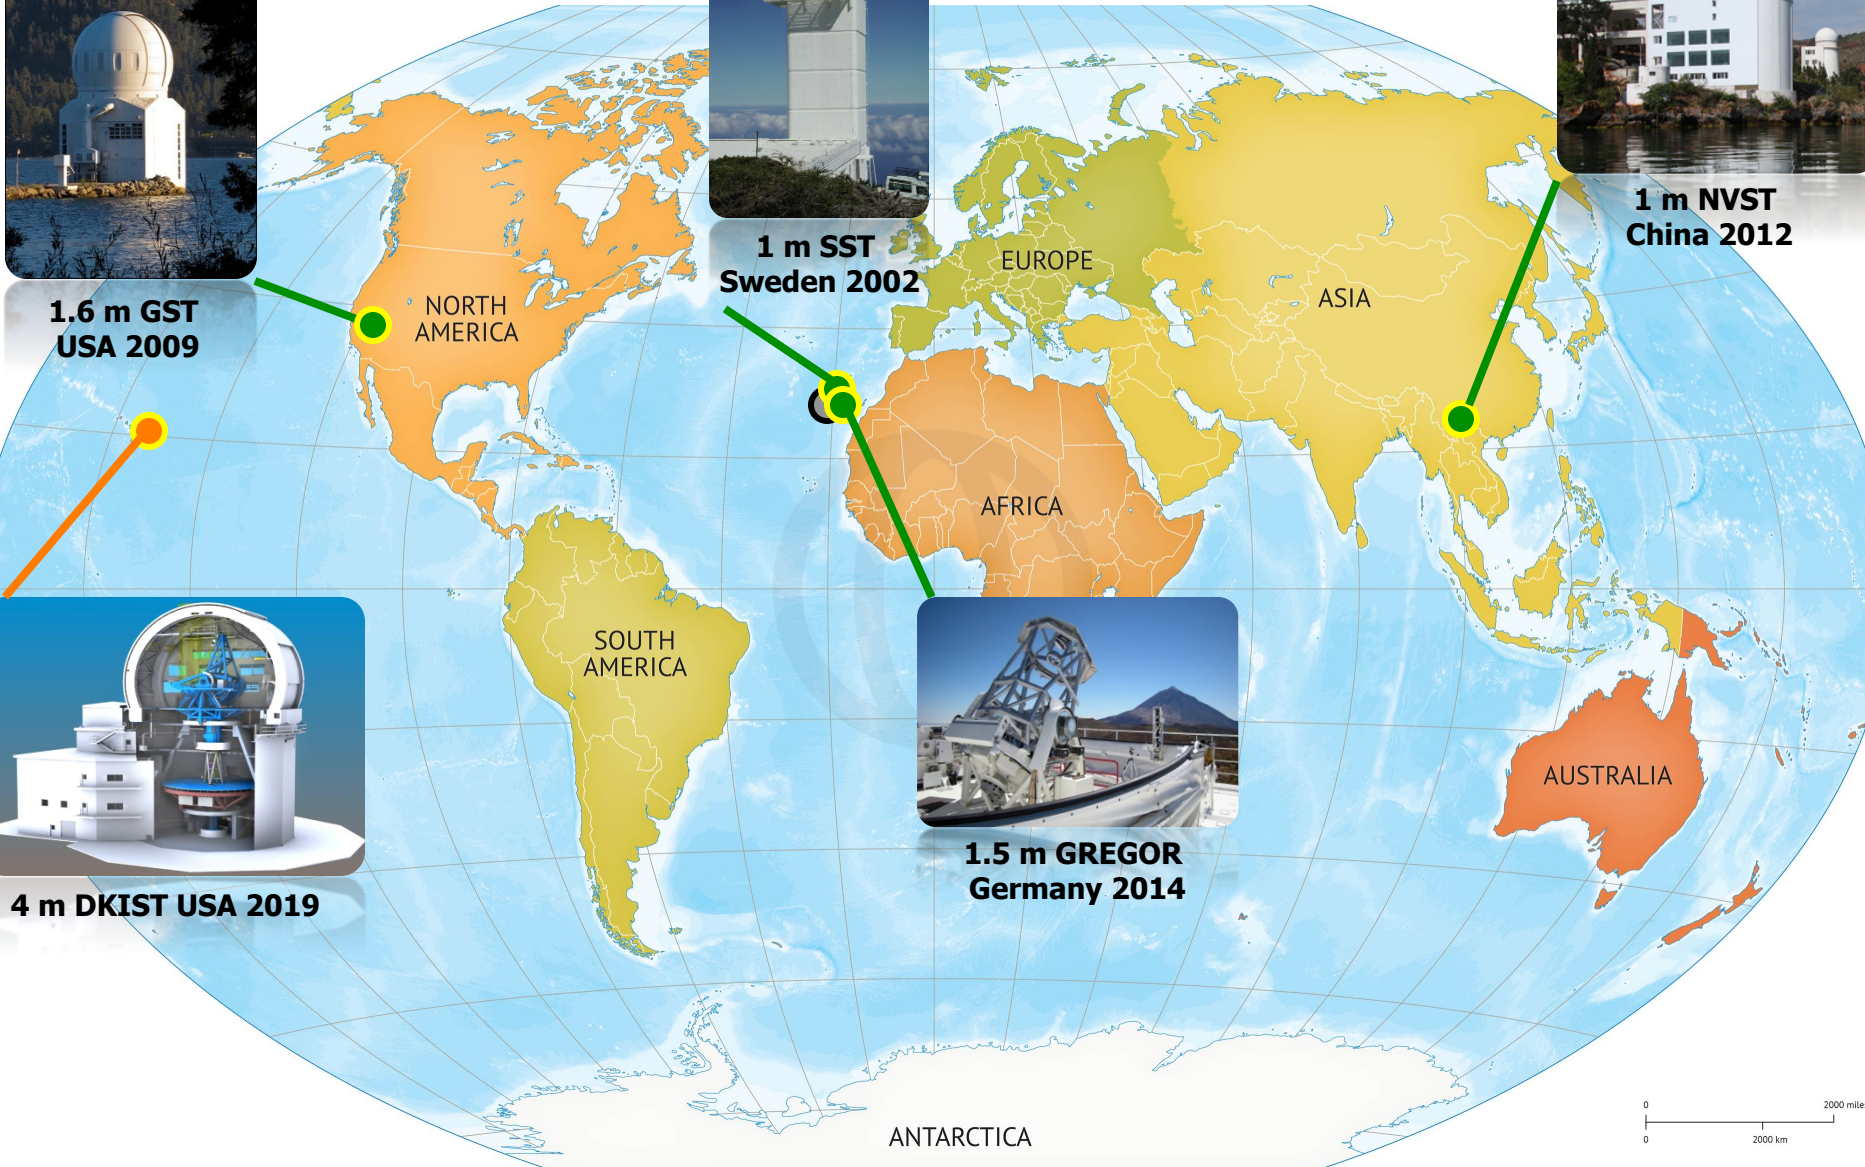 1.6 m GST
USA 2009
1 m SST
Sweden 2002
1 m NVST
China 2012
NORTH
AMERICA
EUROPE
ASIA
AFRICA
SOUTH
AMERICA
AUSTRALIA
1.5 m GREGOR
Germany 2014
4 m DKIST USA 2019
ANTARCTICA
0 2000 mile
0 2000 km